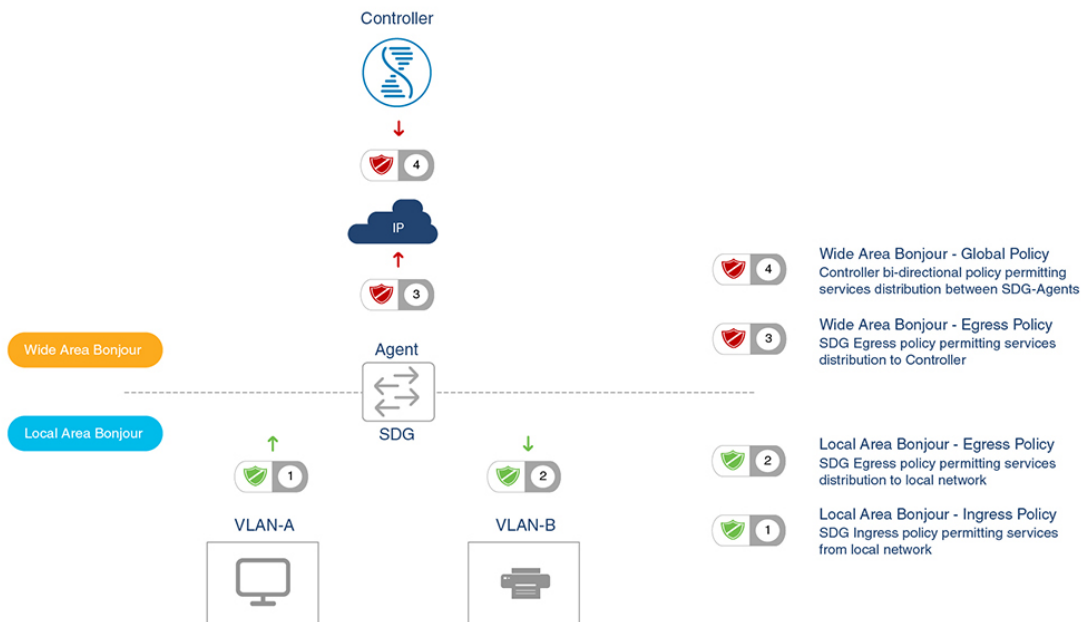 Controller
4
IP
3
Wide Area Bonjour
Agent
SDG
Local Area Bonjour
1
2
VLAN-A
VLAN-B
4
Wide Area Bonjour - Global Policy
Controller bi-directional policy permitting
services distribution between SDG-Agents
3
Wide Area Bonjour - Egress Policy
SDG Egress policy permitting services
distribution to Controller
2
Local Area Bonjour - Egress Policy
SDG Egress policy permitting services
distribution to local network
1
Local Area Bonjour - Ingress Policy
SDG Ingress policy permitting services
from local network